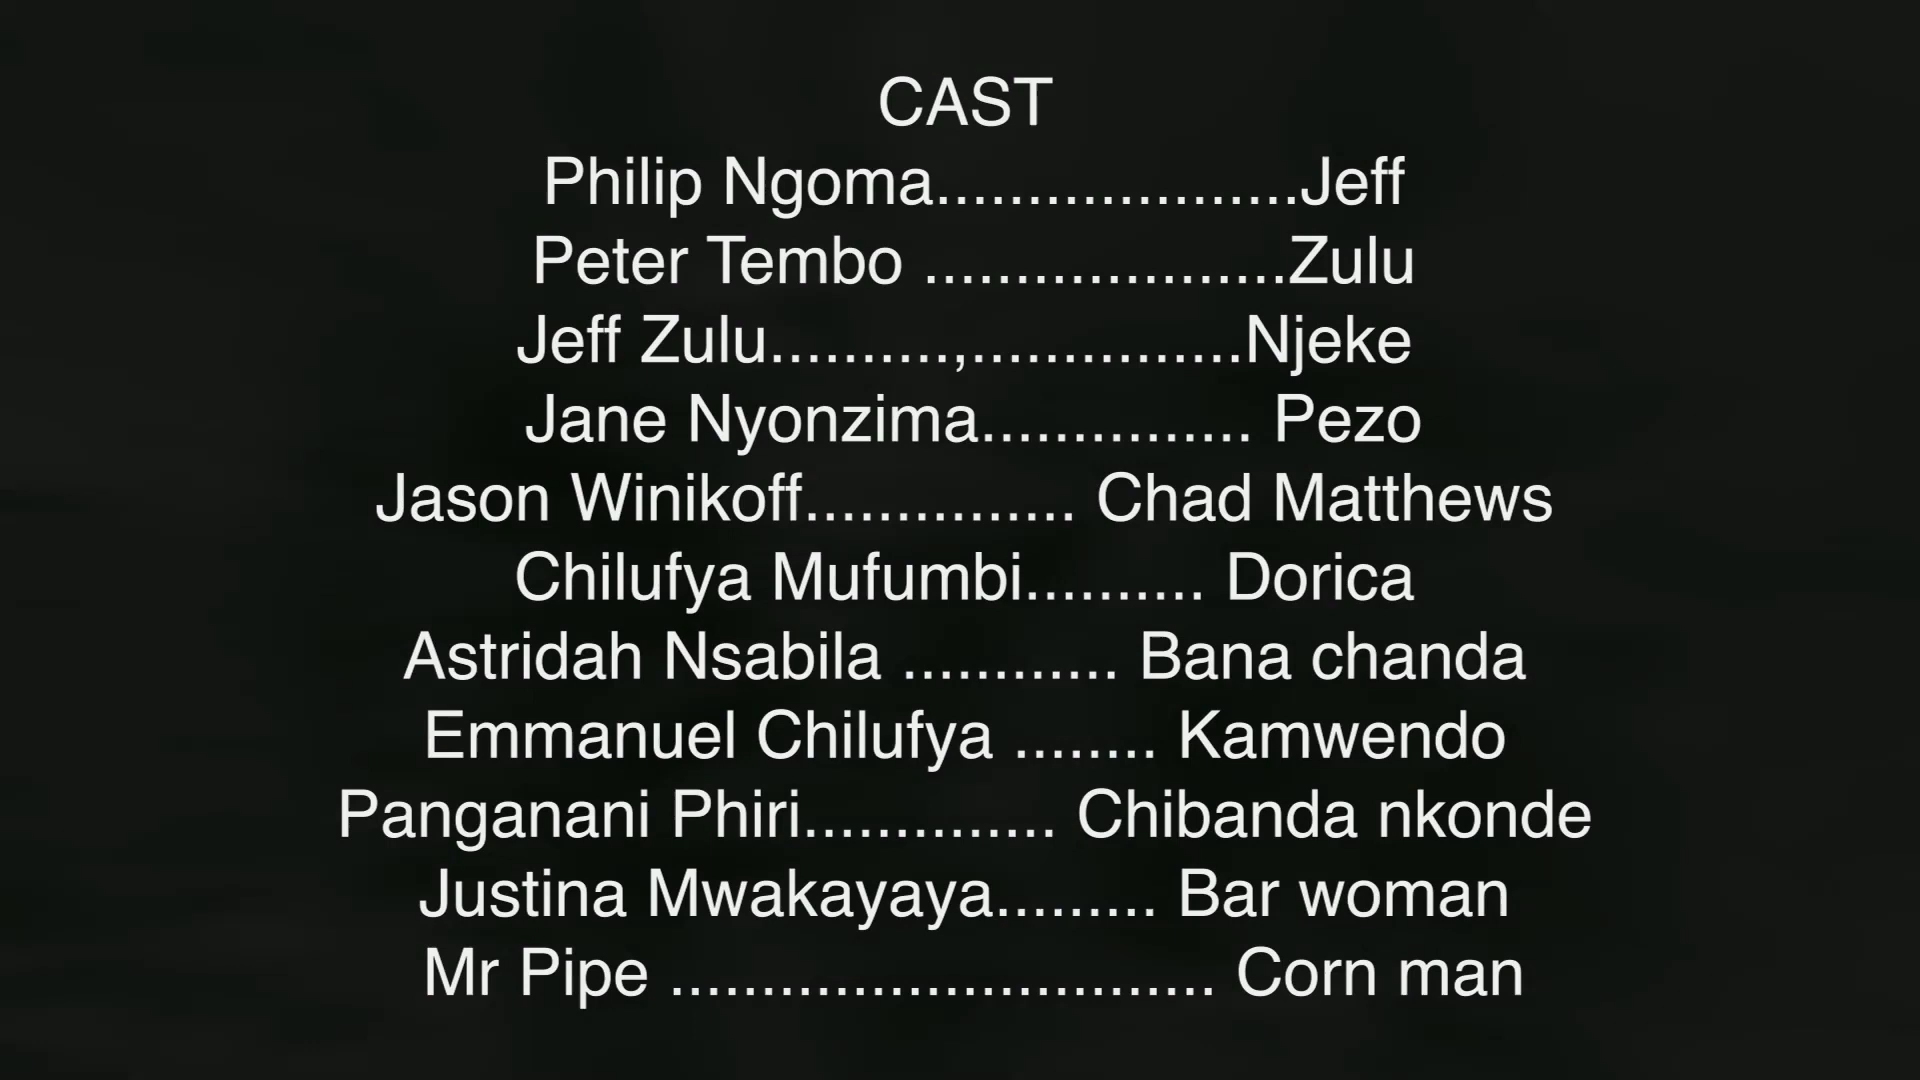 CAST
Philip Ngoma....................Jeff
Peter Tembo ....................Zulu
Jeff Zulu..........,...............Njeke
Jane Nyonzima............... Pezo
Jason Winikoff............... Chad Matthews
Chilufya Mufumbi.......... Dorica
Astridah Nsabila ............ Bana chanda
Emmanuel Chilufya ........ Kamwendo
Panganani Phiri.............. Chibanda nkonde
Justina Mwakayaya......... Bar woman
Mr Pipe .............................. Corn man